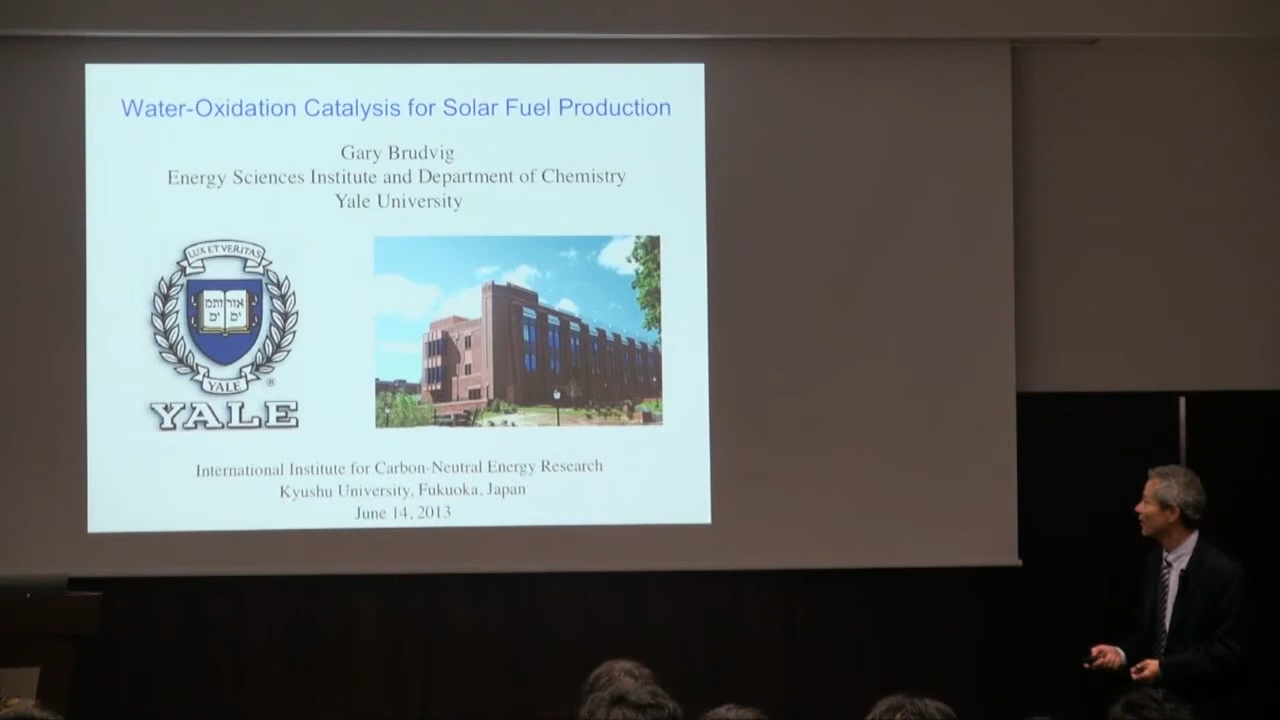 Water-Oxidation Catalysis for Solar Fuel Production
Gary Brudvig
Energy Sciences Institute and Department of Chemistry
Yale University
LUX ET VERITAS
אורים
ותמים
YALE
®
YALE
International Institute for Carbon-Neutral Energy Research
Kyushu University, Fukuoka, Japan
June 14, 2013